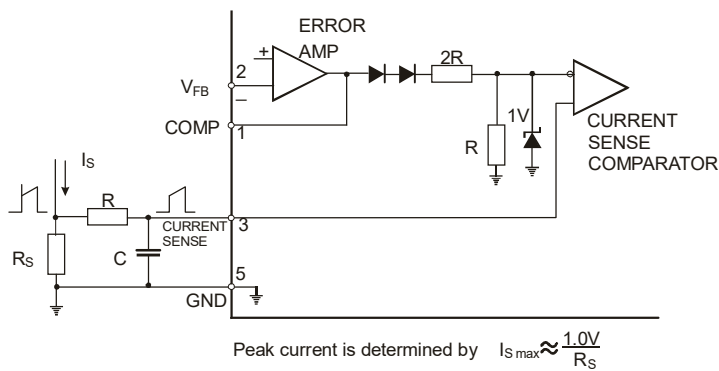 ERROR
AMP
+
2
V_FB
−
COMP
1
2R
1V
R
CURRENT
SENSE
COMPARATOR
I_S
R
CURRENT
SENSE
3
R_S
C
5
GND
Peak current is determined by I_S max ≈ 1.0V / R_S